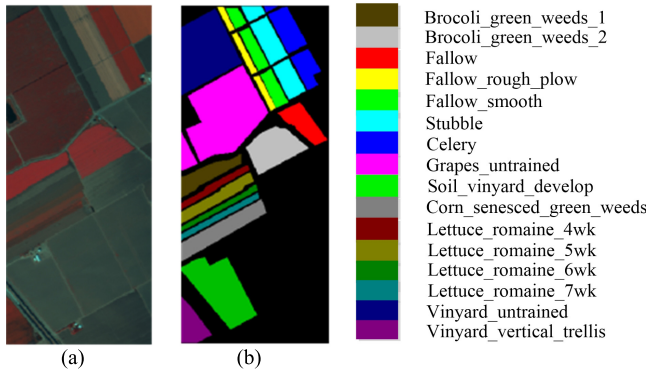 Brocoli_green_weeds_1
Brocoli_green_weeds_2
Fallow
Fallow_rough_plow
Fallow_smooth
Stubble
Celery
Grapes_untrained
Soil_vinyard_develop
Corn_senesced_green_weeds
Lettuce_romaine_4wk
Lettuce_romaine_5wk
Lettuce_romaine_6wk
Lettuce_romaine_7wk
Vinyard_untrained
Vinyard_vertical_trellis
(a) (b)